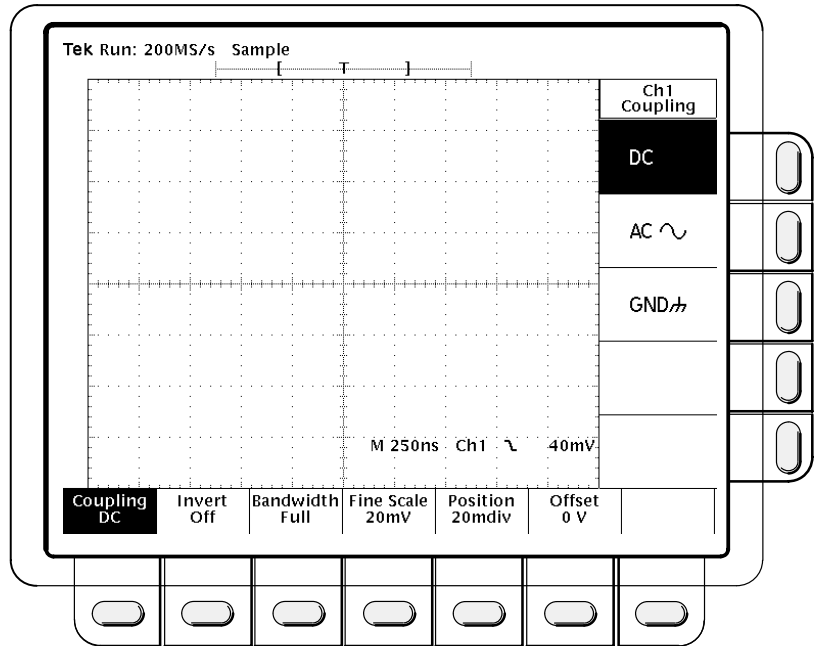 Tek Run: 200MS/s Sample
[ T ]
Ch1
Coupling
DC
AC
GND
M 250ns Ch1 40mV
Coupling
DC
Invert
Off
Bandwidth
Full
Fine Scale
20mV
Position
20mdiv
Offset
0 V